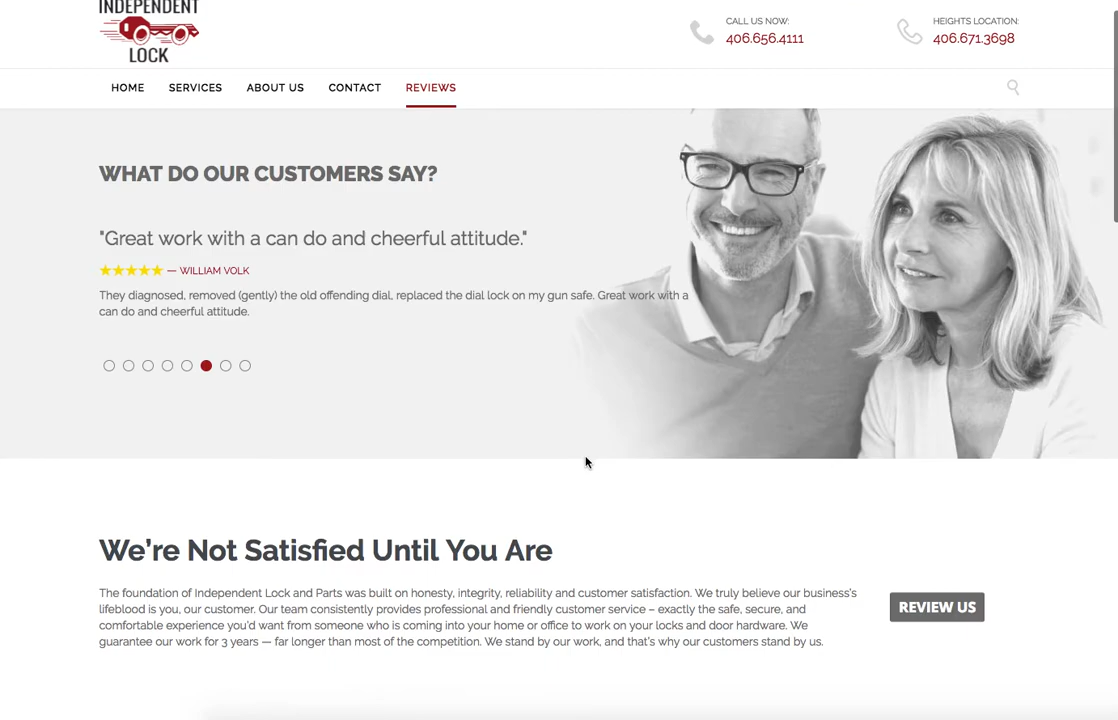 INDEPENDENT
LOCK
CALL US NOW:
406.656.4111
HEIGHTS LOCATION:
406.671.3698
HOME SERVICES ABOUT US CONTACT REVIEWS
WHAT DO OUR CUSTOMERS SAY?
"Great work with a can do and cheerful attitude."
★★★★★ — WILLIAM VOLK
They diagnosed, removed (gently) the old offending dial, replaced the dial lock on my gun safe. Great work with a
can do and cheerful attitude.
We're Not Satisfied Until You Are
The foundation of Independent Lock and Parts was built on honesty, integrity, reliability and customer satisfaction. We truly believe our business's
lifeblood is you, our customer. Our team consistently provides professional and friendly customer service – exactly the safe, secure, and
comfortable experience you'd want from someone who is coming into your home or office to work on your locks and door hardware. We
guarantee our work for 3 years — far longer than most of the competition. We stand by our work, and that's why our customers stand by us.
REVIEW US